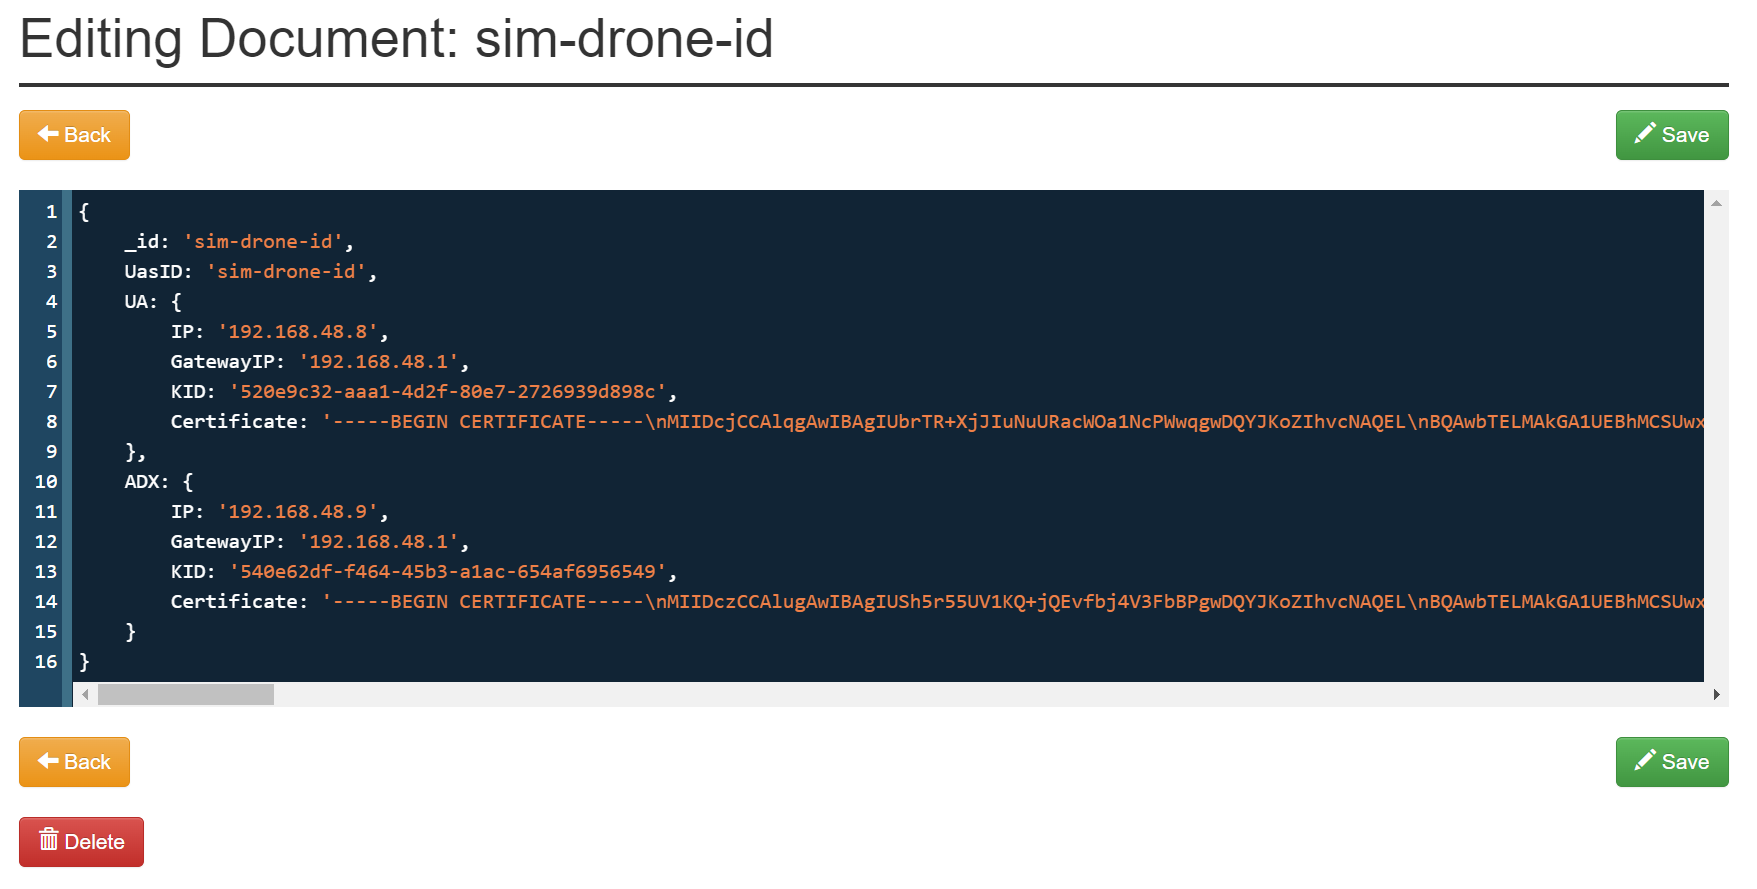 Editing Document: sim-drone-id
Back
Save
1 {
2 _id: 'sim-drone-id',
3 UasID: 'sim-drone-id',
4 UA: {
5 IP: '192.168.48.8',
6 GatewayIP: '192.168.48.1',
7 KID: '520e9c32-aaa1-4d2f-80e7-2726939d898c',
8 Certificate: '-----BEGIN CERTIFICATE-----\nMIIDcjCCAlqgAwIBAgIUbrTR+XjJIuNuURacWOa1NcPWwqgwDQYJKoZIhvcNAQEL\nBQAwbTELMAkGA1UEBhMCSUwx
9 },
10 ADX: {
11 IP: '192.168.48.9',
12 GatewayIP: '192.168.48.1',
13 KID: '540e62df-f464-45b3-a1ac-654af6956549',
14 Certificate: '-----BEGIN CERTIFICATE-----\nMIIDczCCAlugAwIBAgIUSh5r55UV1KQ+jQEvfbj4V3FbBPgwDQYJKoZIhvcNAQEL\nBQAwbTELMAkGA1UEBhMCSUwx
15 }
16 }
Back
Save
Delete